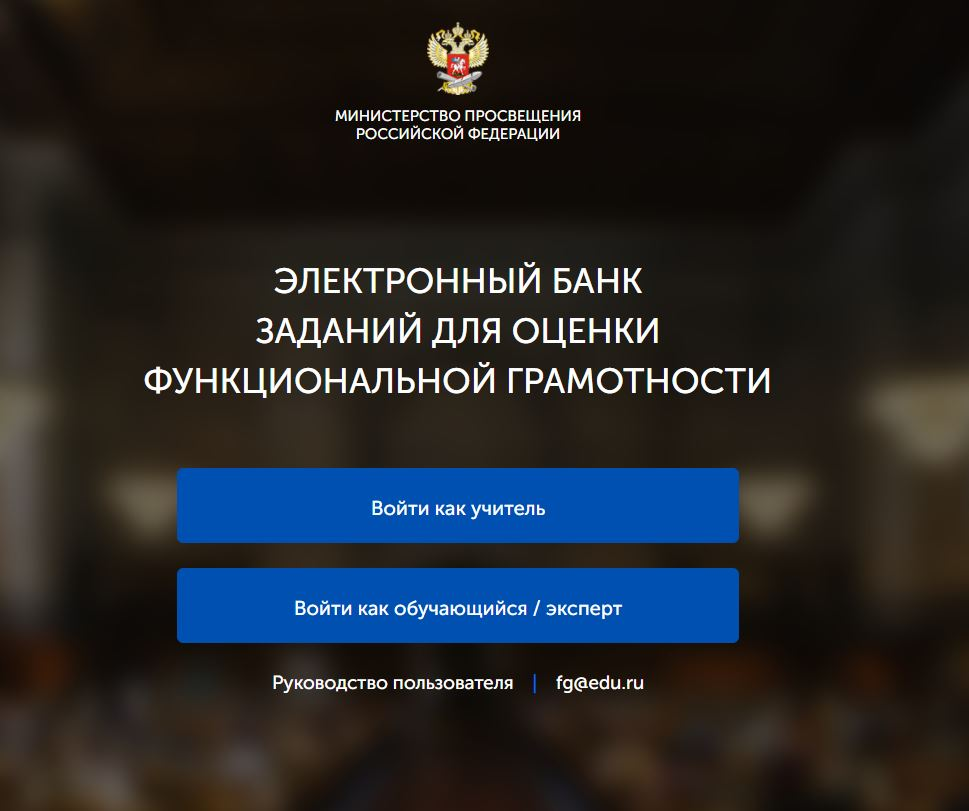 МИНИСТЕРСТВО ПРОСВЕЩЕНИЯ
РОССИЙСКОЙ ФЕДЕРАЦИИ
ЭЛЕКТРОННЫЙ БАНК
ЗАДАНИЙ ДЛЯ ОЦЕНКИ
ФУНКЦИОНАЛЬНОЙ ГРАМОТНОСТИ
Войти как учитель
Войти как обучающийся / эксперт
Руководство пользователя | fg@edu.ru